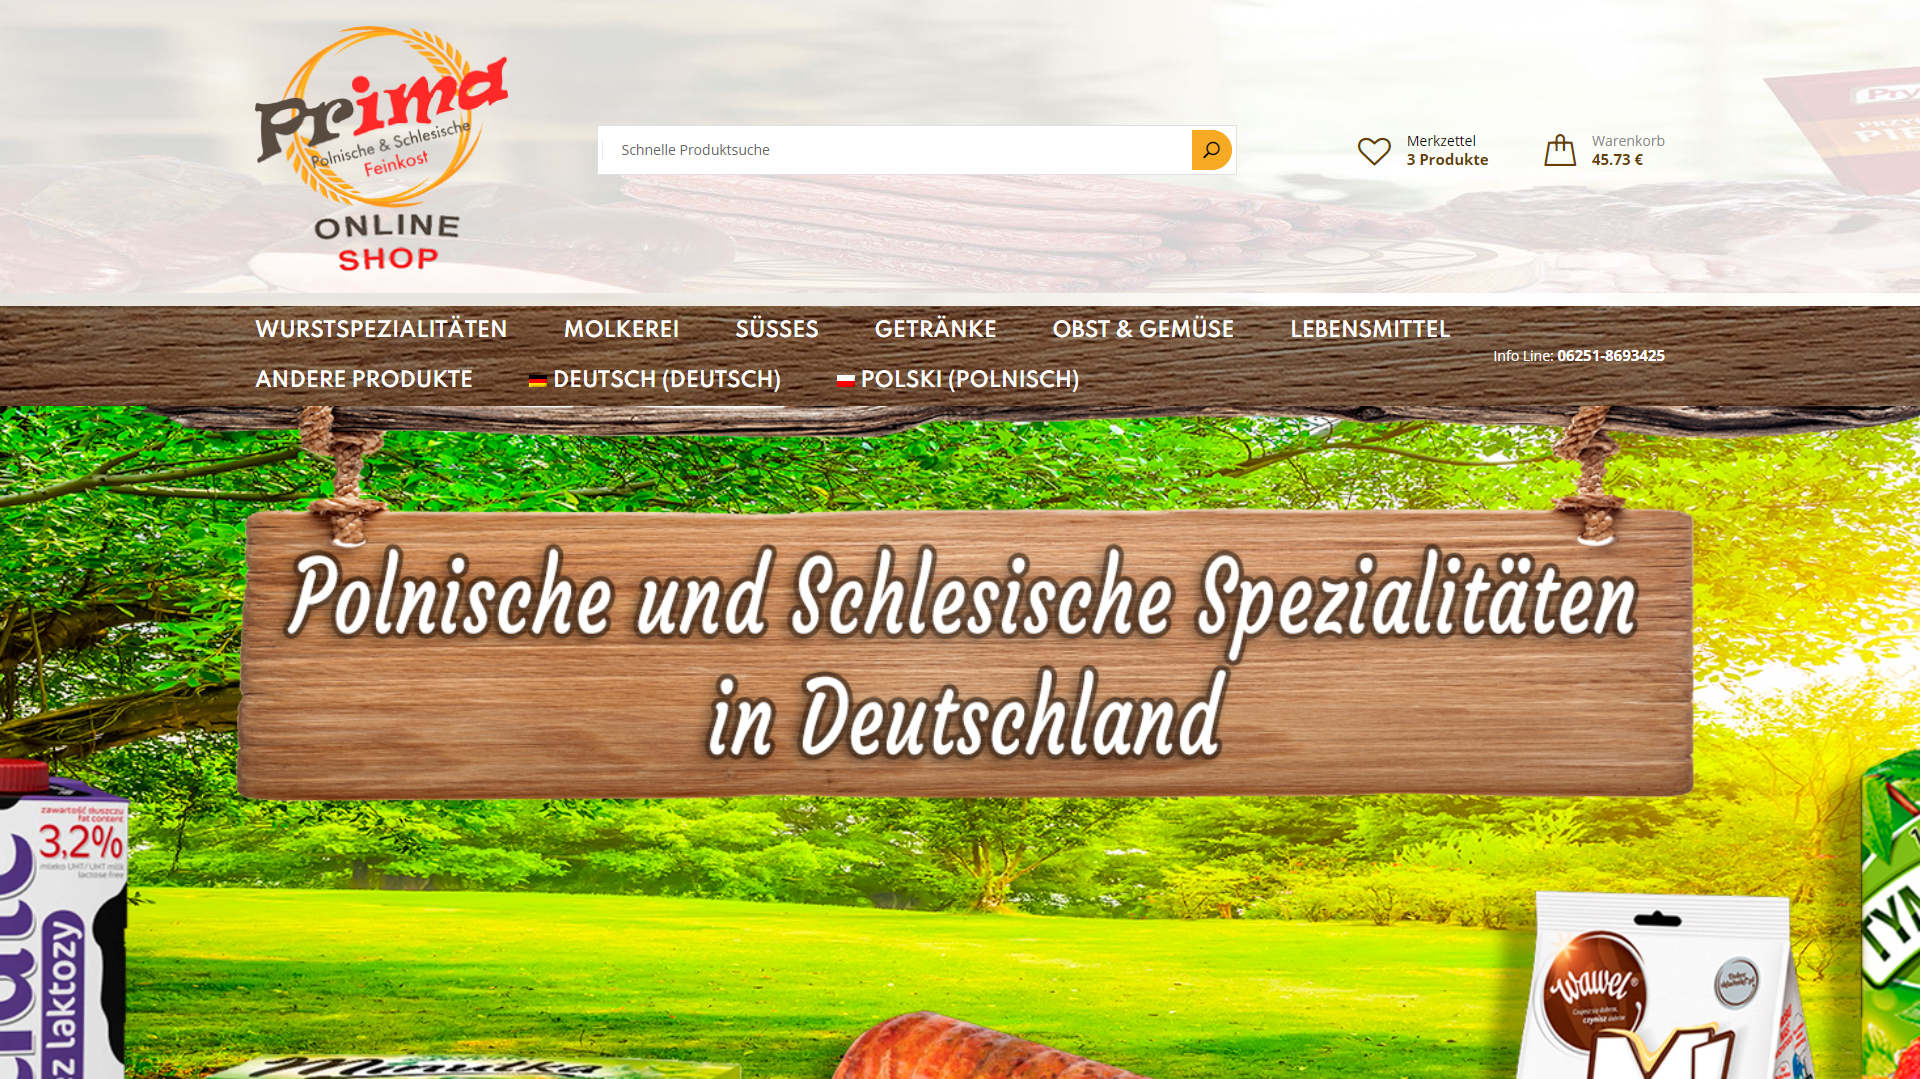 Prima
Polnische & Schlesische
Feinkost
ONLINE
SHOP
Schnelle Produktsuche
Merkzettel
3 Produkte
Warenkorb
45.73 €
WURSTSPEZIALITÄTEN MOLKEREI SÜSSES GETRÄNKE OBST & GEMÜSE LEBENSMITTEL
Info Line: 06251-8693425
ANDERE PRODUKTE DEUTSCH (DEUTSCH) POLSKI (POLNISCH)
Polnische und Schlesische Spezialitäten
in Deutschland
zawartość tłuszczu
fat content
3,2%
mleko UHT/UHT milk
lactose free
laktozy
Wawel